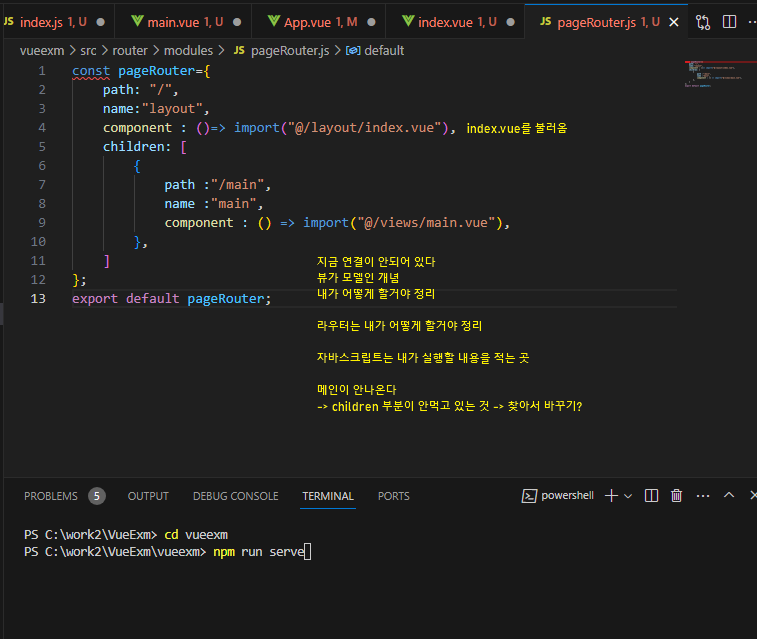 JS index.js 1, U ●
main.vue 1, U ●
App.vue 1, M ●
index.vue 1, U ●
JS pageRouter.js 1, U ✕
vueexm > src > router > modules > JS pageRouter.js > default
1 const pageRouter={
2 path: "/",
3 name:"layout",
4 component : ()=> import("@/layout/index.vue"), index.vue를 불러옴
5 children: [
6 {
7 path :"/main",
8 name :"main",
9 component : () => import("@/views/main.vue"),
10 },
11 ]
12 };
13 export default pageRouter;
지금 연결이 안되어 있다
뷰가 모델인 개념
내가 어떻게 할거야 정리
라우터는 내가 어떻게 할거야 정리
자바스크립트는 내가 실행할 내용을 적는 곳
메인이 안나온다
-> children 부분이 안먹고 있는 것 -> 찾아서 바꾸기?
PROBLEMS 5 OUTPUT DEBUG CONSOLE TERMINAL PORTS powershell
PS C:\work2\VueExm> cd vueexm
PS C:\work2\VueExm\vueexm> npm run serve